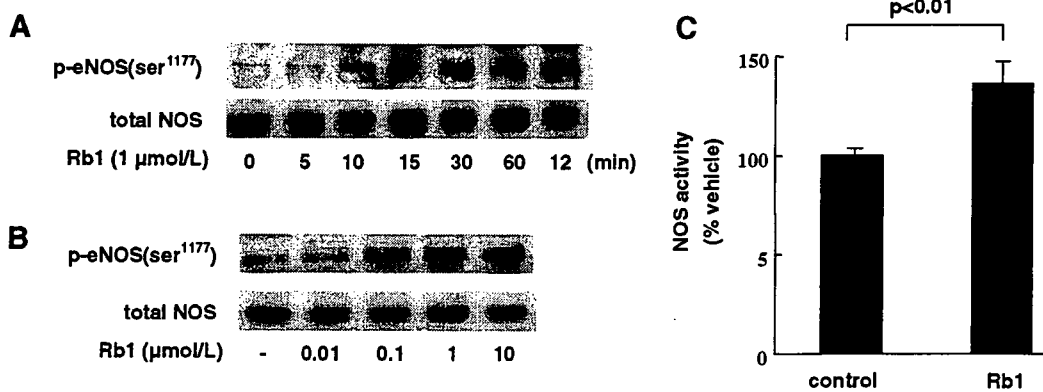 A
p-eNOS(ser1177)
total NOS
Rb1 (1 µmol/L) 0 5 10 15 30 60 12 (min)
B
p-eNOS(ser1177)
total NOS
Rb1 (µmol/L) - 0.01 0.1 1 10
C
p<0.01
NOS activity
(% vehicle)
150
100
5
0
control Rb1